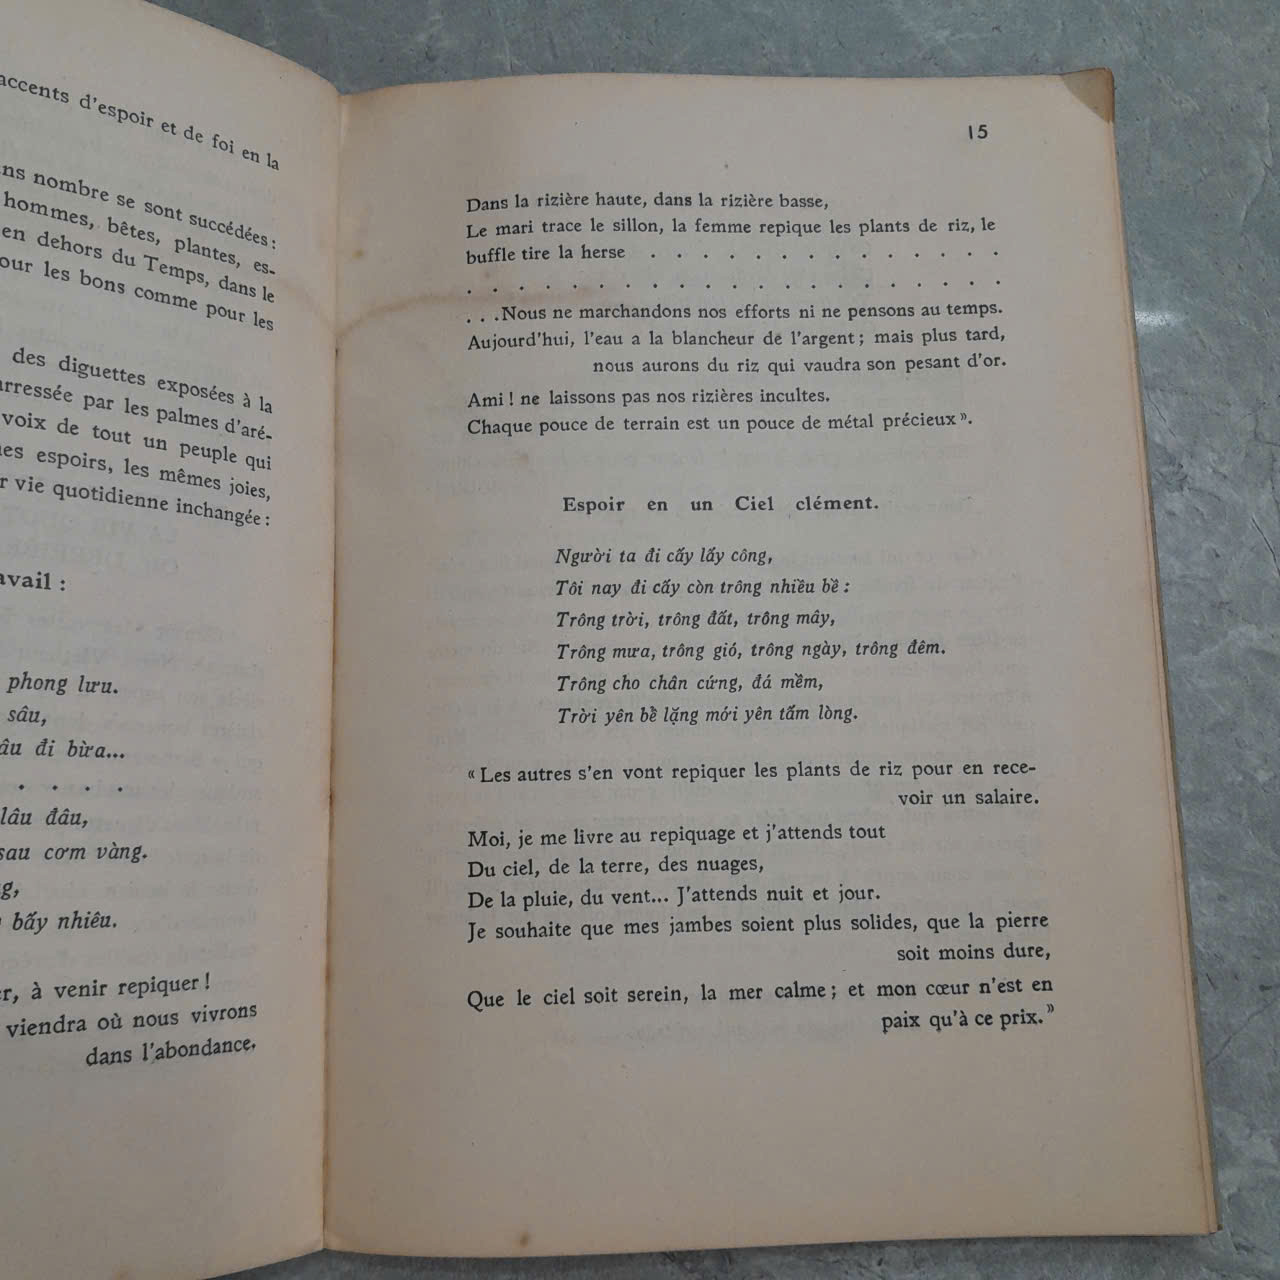 accents d'espoir et de foi en la
nombre se sont succédées :
hommes, bêtes, plantes, es-
en dehors du Temps, dans le
les bons comme pour les
des diguettes exposées à la
par les palmes d'aré-
voix de tout un peuple qui
espoirs, les mêmes joies,
vie quotidienne inchangée :
phong lưu.
sâu,
đi bừa...
. . . .
lâu đâu,
sau cơm vàng.
bấy nhiêu.
à venir repiquer !
viendra où nous vivrons
dans l'abondance.
15
Dans la rizière haute, dans la rizière basse,
Le mari trace le sillon, la femme repique les plants de riz, le
buffle tire la herse . . . . . . . . . . . . . .
. . . . . . . . . . . . . . . . . . . . .
. . .Nous ne marchandons nos efforts ni ne pensons au temps.
Aujourd'hui, l'eau a la blancheur de l'argent ; mais plus tard,
nous aurons du riz qui vaudra son pesant d'or.
Ami ! ne laissons pas nos rizières incultes.
Chaque pouce de terrain est un pouce de métal précieux ».
Espoir en un Ciel clément.
Người ta đi cấy lấy công,
Tôi nay đi cấy còn trông nhiều bề :
Trông trời, trông đất, trông mây,
Trông mưa, trông gió, trông ngày, trông đêm.
Trông cho chân cứng, đá mềm,
Trời yên bể lặng mới yên tấm lòng.
« Les autres s'en vont repiquer les plants de riz pour en rece-
voir un salaire.
Moi, je me livre au repiquage et j'attends tout
Du ciel, de la terre, des nuages,
De la pluie, du vent... J'attends nuit et jour.
Je souhaite que mes jambes soient plus solides, que la pierre
soit moins dure,
Que le ciel soit serein, la mer calme ; et mon cœur n'est en
paix qu'à ce prix. »